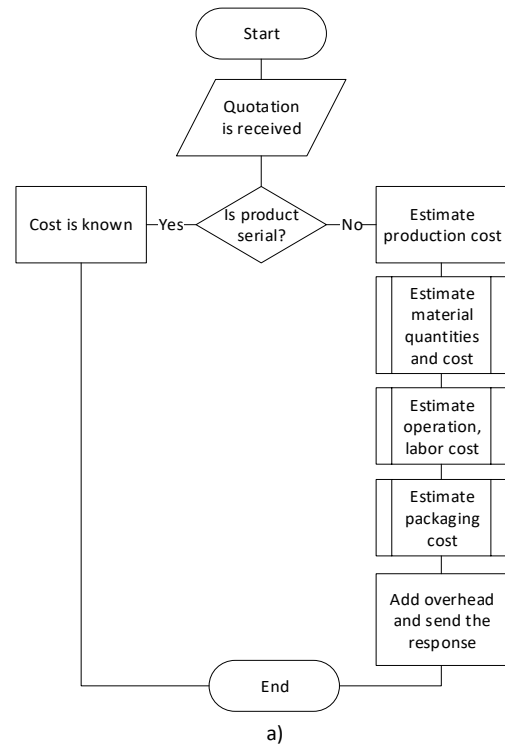 Start
Quotation
is received
Is product
serial?
Yes
No
Cost is known
Estimate
production cost
Estimate
material
quantities
and cost
Estimate
operation,
labor cost
Estimate
packaging
cost
Add overhead
and send the
response
End
a)